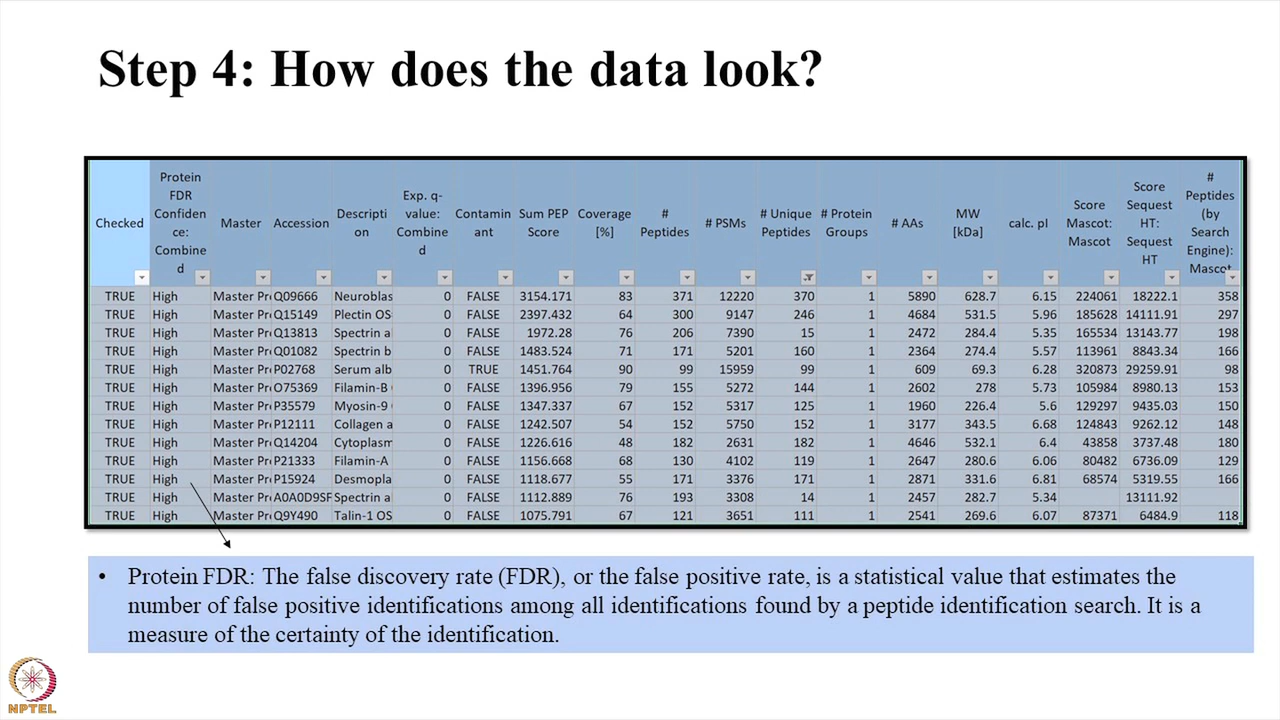 Step 4: How does the data look?
Checked Protein FDR Confidence: Combined Master Accession Description Exp. q-value: Combined Contaminant Sum PEP Score Coverage [%] # Peptides # PSMs # Unique Peptides # Protein Groups # AAs MW [kDa] calc. pI Score Mascot: Mascot Score Sequest HT: Sequest HT # Peptides (by Search Engine): Mascot
TRUE High Master Pr Q09666 Neuroblas 0 FALSE 3154.171 83 371 12220 370 1 5890 628.7 6.15 224061 18222.1 358
TRUE High Master Pr Q15149 Plectin OS 0 FALSE 2397.432 64 300 9147 246 1 4684 531.5 5.96 185628 14111.91 297
TRUE High Master Pr Q13813 Spectrin a 0 FALSE 1972.28 76 206 7390 15 1 2472 284.4 5.35 165534 13143.77 198
TRUE High Master Pr Q01082 Spectrin b 0 FALSE 1483.524 71 171 5201 160 1 2364 274.4 5.57 113961 8843.34 166
TRUE High Master Pr P02768 Serum alb 0 TRUE 1451.764 90 99 15959 99 1 609 69.3 6.28 320873 29259.91 98
TRUE High Master Pr O75369 Filamin-B 0 FALSE 1396.956 79 155 5272 144 1 2602 278 5.73 105984 8980.13 153
TRUE High Master Pr P35579 Myosin-9 0 FALSE 1347.337 67 152 5317 125 1 1960 226.4 5.6 129297 9435.03 150
TRUE High Master Pr P12111 Collagen a 0 FALSE 1242.507 54 152 5750 152 1 3177 343.5 6.68 124843 9262.12 148
TRUE High Master Pr Q14204 Cytoplasm 0 FALSE 1226.616 48 182 2631 182 1 4646 532.1 6.4 43858 3737.48 180
TRUE High Master Pr P21333 Filamin-A 0 FALSE 1156.668 68 130 4102 119 1 2647 280.6 6.06 80482 6736.09 129
TRUE High Master Pr P15924 Desmopla 0 FALSE 1118.677 55 171 3376 171 1 2871 331.6 6.81 68574 5319.55 166
TRUE High Master Pr A0A0D9SF Spectrin a 0 FALSE 1112.889 76 193 3308 14 1 2457 282.7 5.34 13111.92
TRUE High Master Pr Q9Y490 Talin-1 OS 0 FALSE 1075.791 67 121 3651 111 1 2541 269.6 6.07 87371 6484.9 118
• Protein FDR: The false discovery rate (FDR), or the false positive rate, is a statistical value that estimates the
number of false positive identifications among all identifications found by a peptide identification search. It is a
measure of the certainty of the identification.
NPTEL